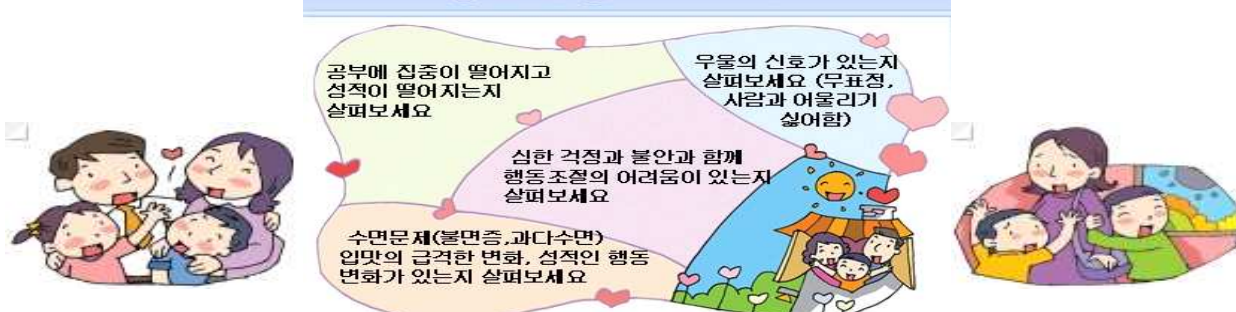 공부에 집중이 떨어지고
성적이 떨어지는지
살펴보세요
우울의 신호가 있는지
살펴보세요 (무표정,
사람과 어울리기
싫어함)
심한 걱정과 불안과 함께
행동조절의 어려움이 있는지
살펴보세요
수면문제(불면증,과다수면)
입맛의 급격한 변화, 성적인 행동
변화가 있는지 살펴보세요